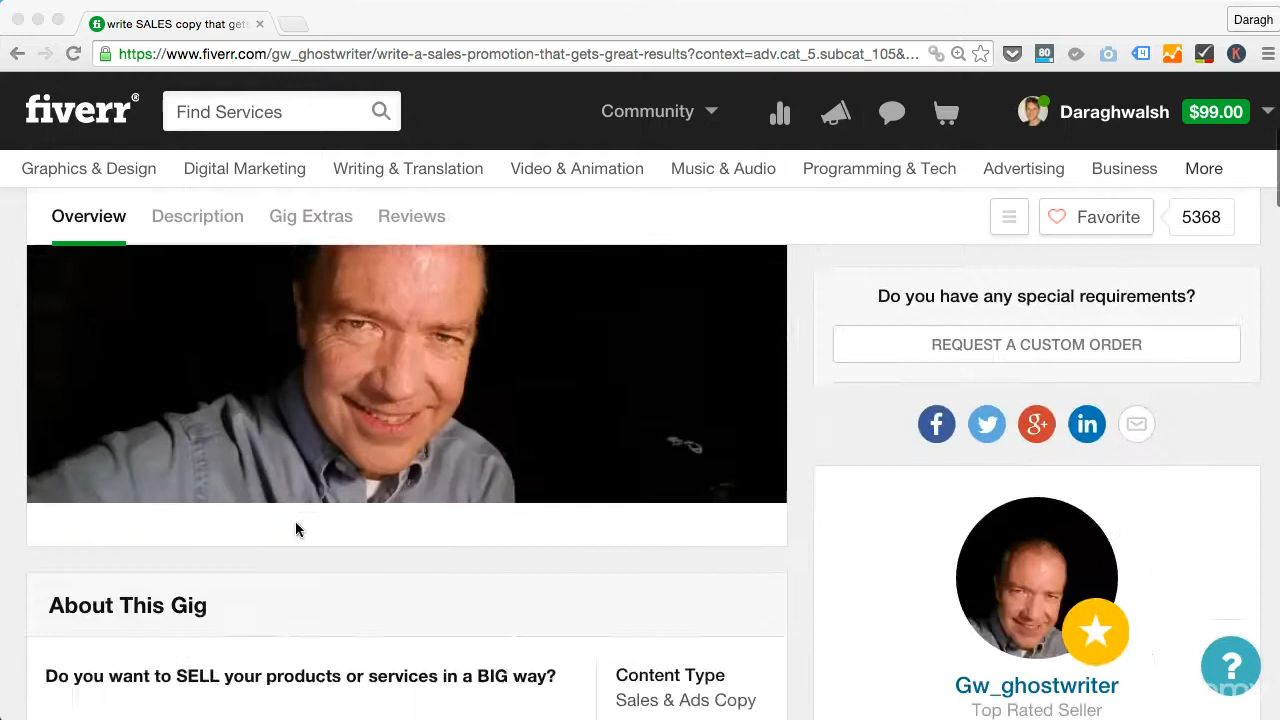 write SALES copy that gets
Daragh
https://www.fiverr.com/gw_ghostwriter/write-a-sales-promotion-that-gets-great-results?context=adv.cat_5.subcat_105&...
80
K
fiverr®
Find Services
Community
Daraghwalsh
$99.00
Graphics & Design
Digital Marketing
Writing & Translation
Video & Animation
Music & Audio
Programming & Tech
Advertising
Business
More
Overview
Description
Gig Extras
Reviews
Favorite
5368
Do you have any special requirements?
REQUEST A CUSTOM ORDER
About This Gig
Do you want to SELL your products or services in a BIG way?
Content Type
Sales & Ads Copy
Gw_ghostwriter
Top Rated Seller
?